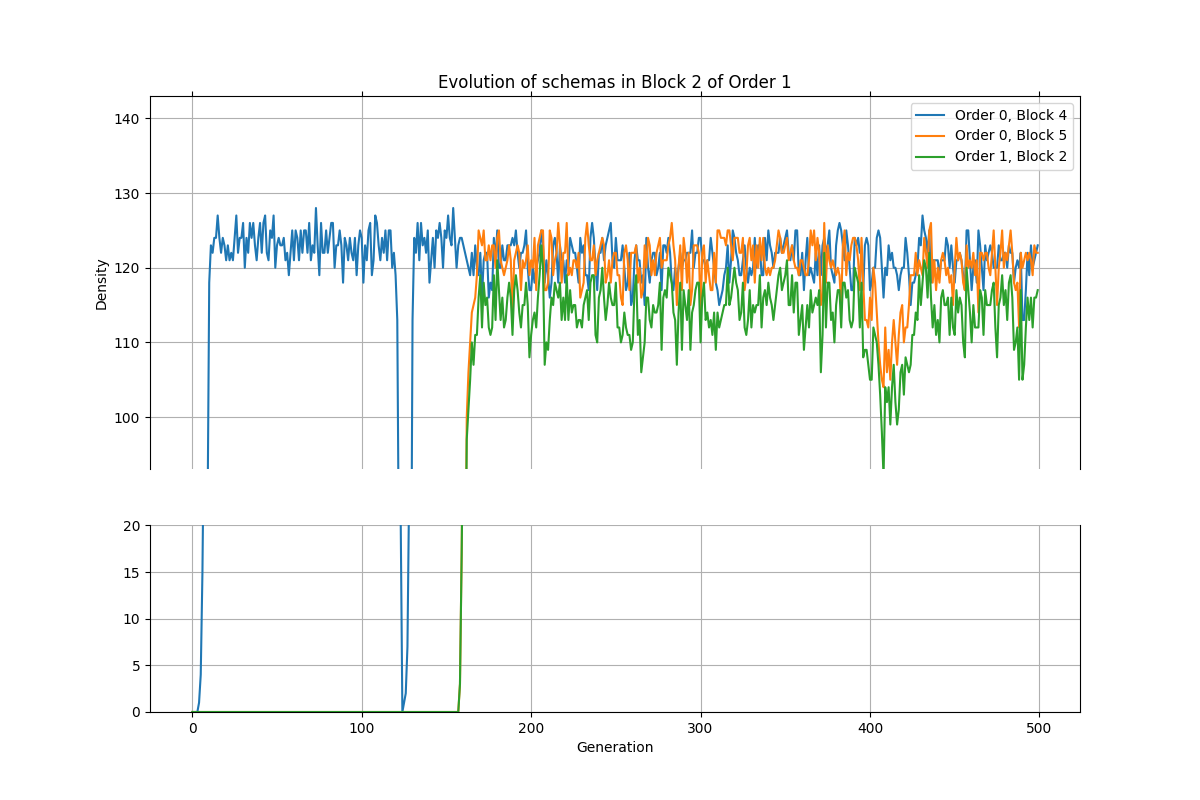 Evolution of schemas in Block 2 of Order 1
Order 0, Block 4
Order 0, Block 5
Order 1, Block 2
140
130
120
110
100
Density
20
15
10
5
0
0 100 200 300 400 500
Generation